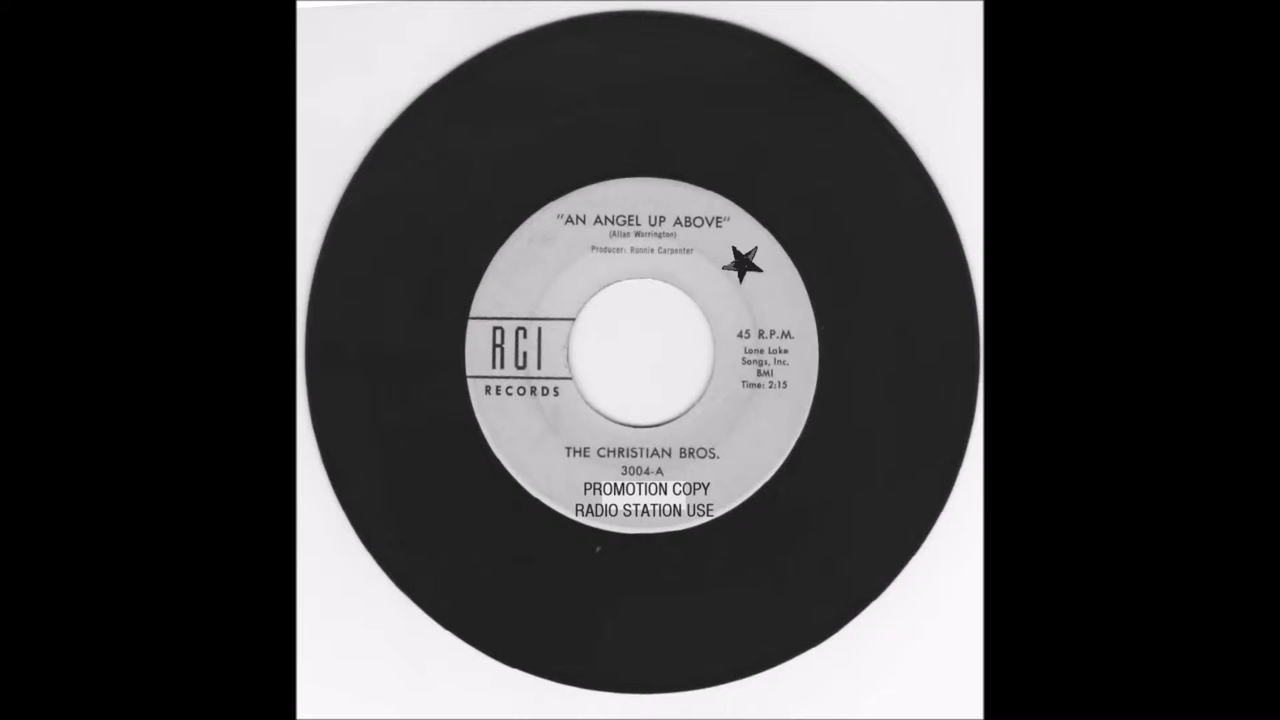 "AN ANGEL UP ABOVE"
(Allan Warrington)
Producer: Ronnie Carpenter
45 R.P.M.
Lone Lake
Songs, Inc.
BMI
Time: 2:15
RCI
RECORDS
THE CHRISTIAN BROS.
3004-A
PROMOTION COPY
RADIO STATION USE